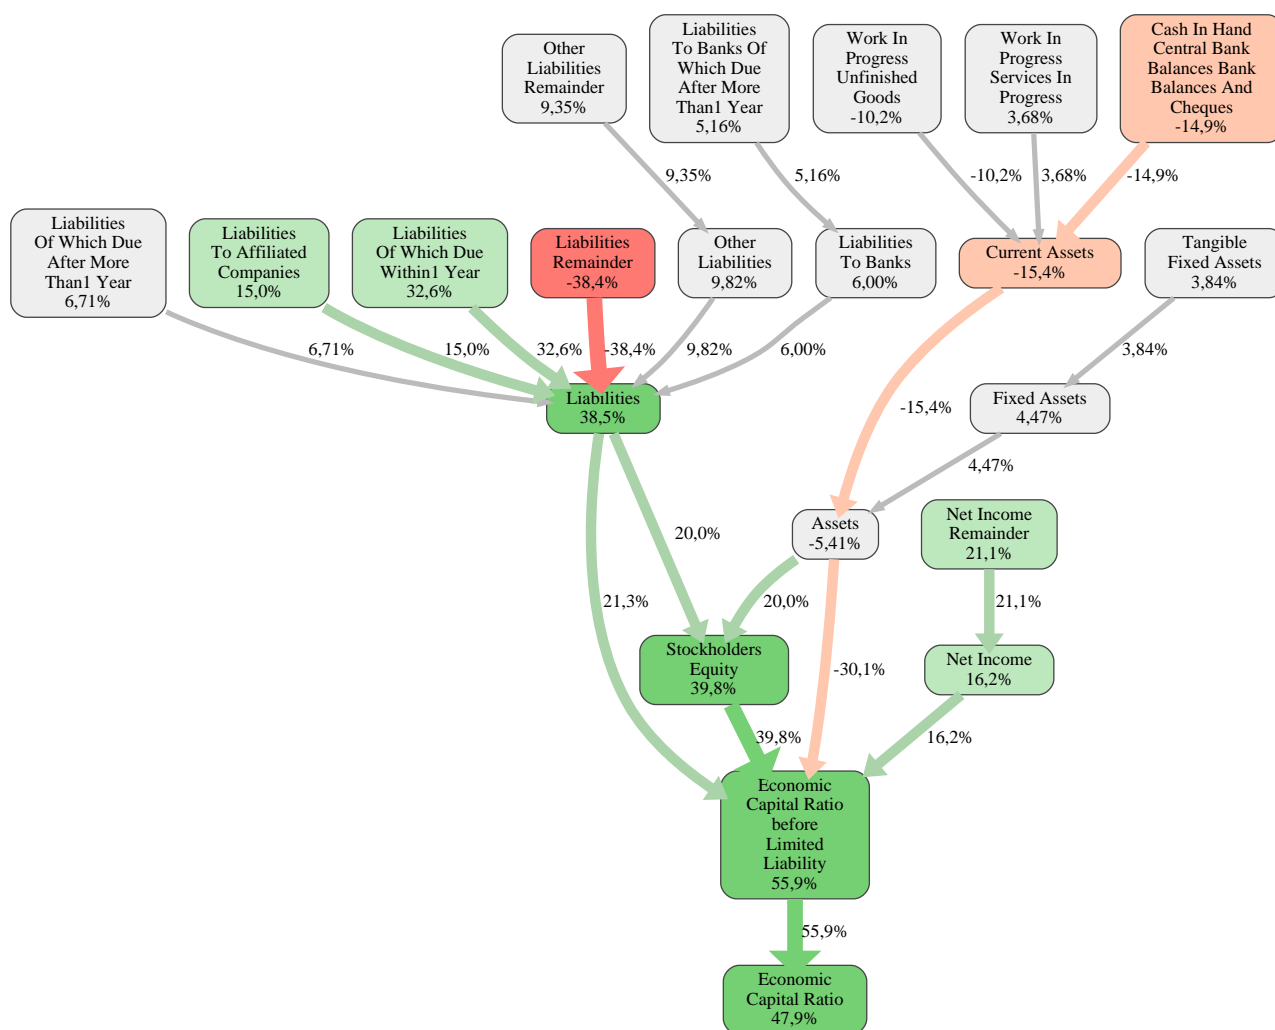 Other
Liabilities
Remainder
9,35%
Liabilities
To Banks Of
Which Due
After More
Than1 Year
5,16%
Work In
Progress
Unfinished
Goods
-10,2%
Work In
Progress
Services In
Progress
3,68%
Cash In Hand
Central Bank
Balances Bank
Balances And
Cheques
-14,9%
9,35%
5,16%
-10,2%
3,68%
-14,9%
Liabilities
Of Which Due
After More
Than1 Year
6,71%
Liabilities
To Affiliated
Companies
15,0%
Liabilities
Of Which Due
Within1 Year
32,6%
Liabilities
Remainder
-38,4%
Other
Liabilities
9,82%
Liabilities
To Banks
6,00%
Current Assets
-15,4%
Tangible
Fixed Assets
3,84%
6,71%
15,0%
32,6%
-38,4%
9,82%
6,00%
3,84%
Liabilities
38,5%
-15,4%
Fixed Assets
4,47%
4,47%
20,0%
Assets
-5,41%
Net Income
Remainder
21,1%
21,3%
20,0%
21,1%
Stockholders
Equity
39,8%
-30,1%
Net Income
16,2%
39,8%
16,2%
Economic
Capital Ratio
before
Limited
Liability
55,9%
55,9%
Economic
Capital Ratio
47,9%